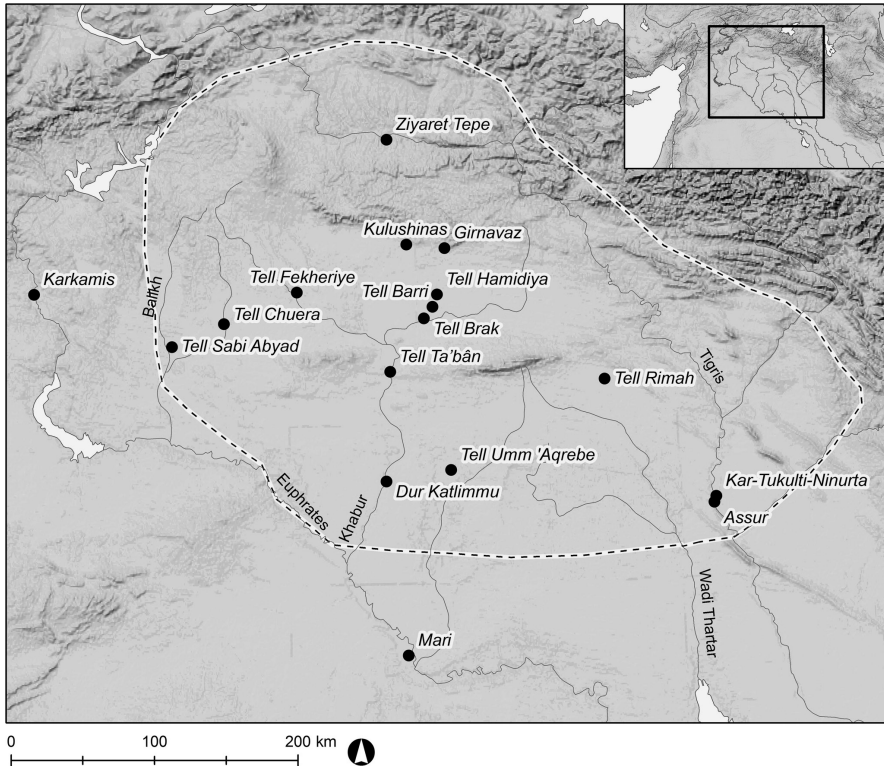 Ziyaret Tepe
Kulushinas
Girnavaz
Karkamis
Tell Fekheriye
Tell Hamidiya
Balikh
Tell Barri
Tell Chuera
Tell Brak
Tell Sabi Abyad
Tell Ta'bân
Tigris
Tell Rimah
Tell Umm 'Aqrebe
Kar-Tukulti-Ninurta
Euphrates
Khabur
Dur Katlimmu
Assur
Wadi Thartar
Mari
0 100 200 km